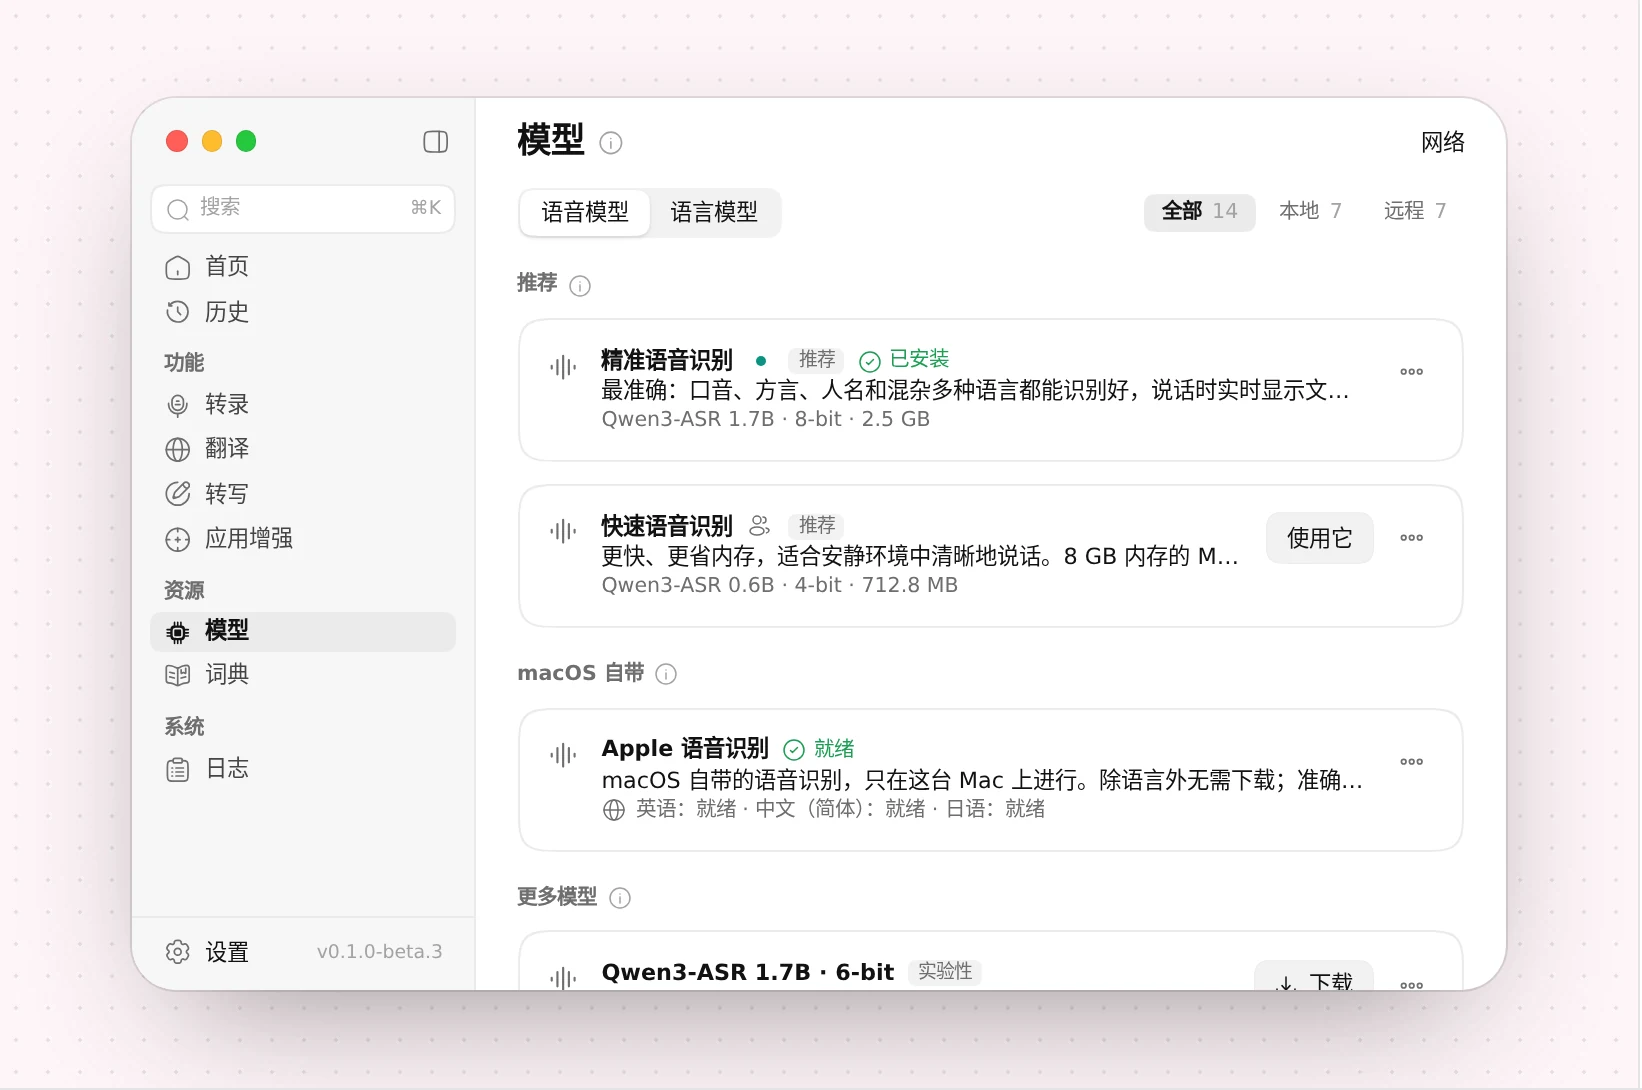 搜索 ⌘K
首页
历史
功能
转录
翻译
转写
应用增强
资源
模型
词典
系统
日志
设置 v0.1.0-beta.3
模型
网络
语音模型 语言模型
全部 14 本地 7 远程 7
推荐
精准语音识别 推荐 已安装
最准确：口音、方言、人名和混杂多种语言都能识别好，说话时实时显示文…
Qwen3-ASR 1.7B · 8-bit · 2.5 GB
快速语音识别 推荐
更快、更省内存，适合安静环境中清晰地说话。8 GB 内存的 M…
Qwen3-ASR 0.6B · 4-bit · 712.8 MB
使用它
macOS 自带
Apple 语音识别 就绪
macOS 自带的语音识别，只在这台 Mac 上进行。除语言外无需下载；准确…
英语：就绪 · 中文（简体）：就绪 · 日语：就绪
更多模型
Qwen3-ASR 1.7B · 6-bit 实验性
下载